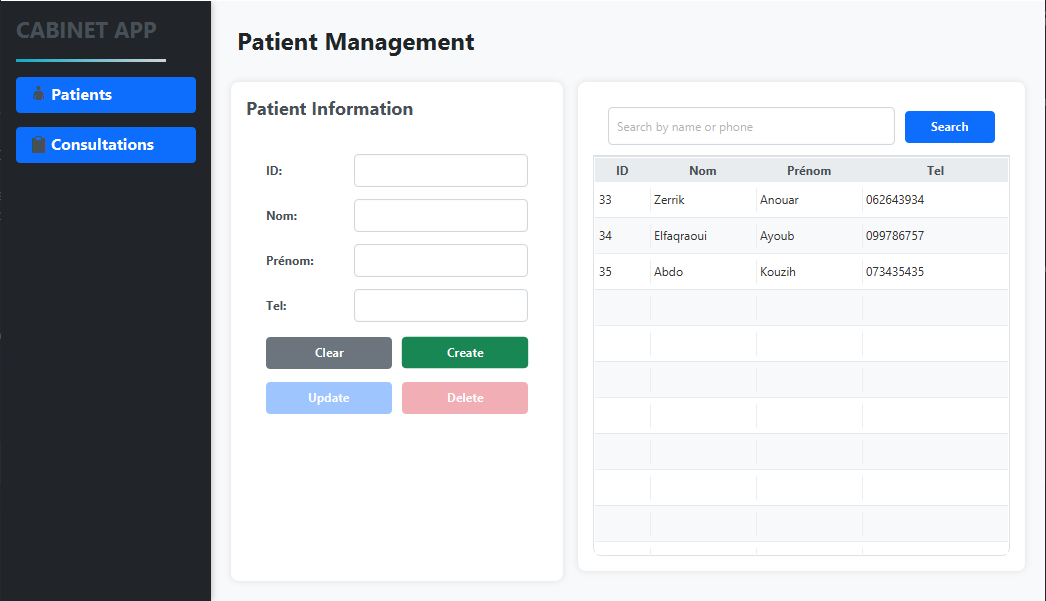 CABINET APP
Patients
Consultations
Patient Management
Patient Information
ID:
Nom:
Prénom:
Tel:
Clear Create
Update Delete
Search by name or phone Search
ID Nom Prénom Tel
33 Zerrik Anouar 062643934
34 Elfaqraoui Ayoub 099786757
35 Abdo Kouzih 073435435